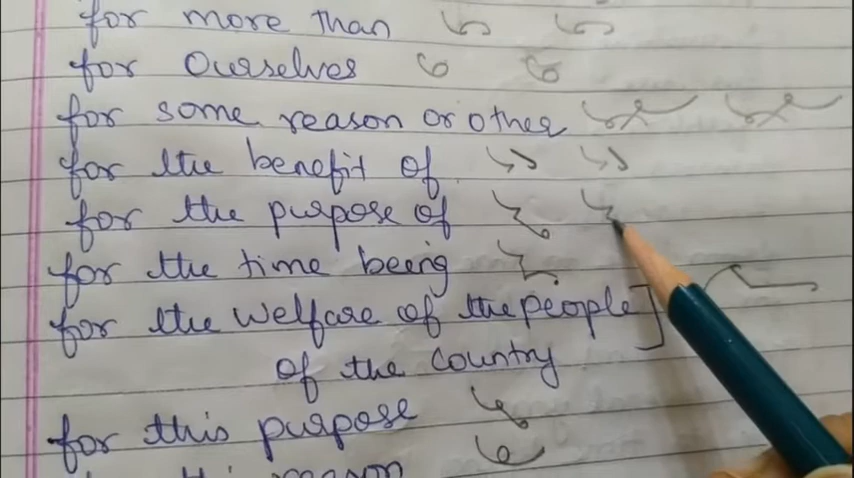 for more than
for ourselves
for some reason or other
for the benefit of
for the purpose of
for the time being
for the welfare of the people]
of the country
for this purpose
reason